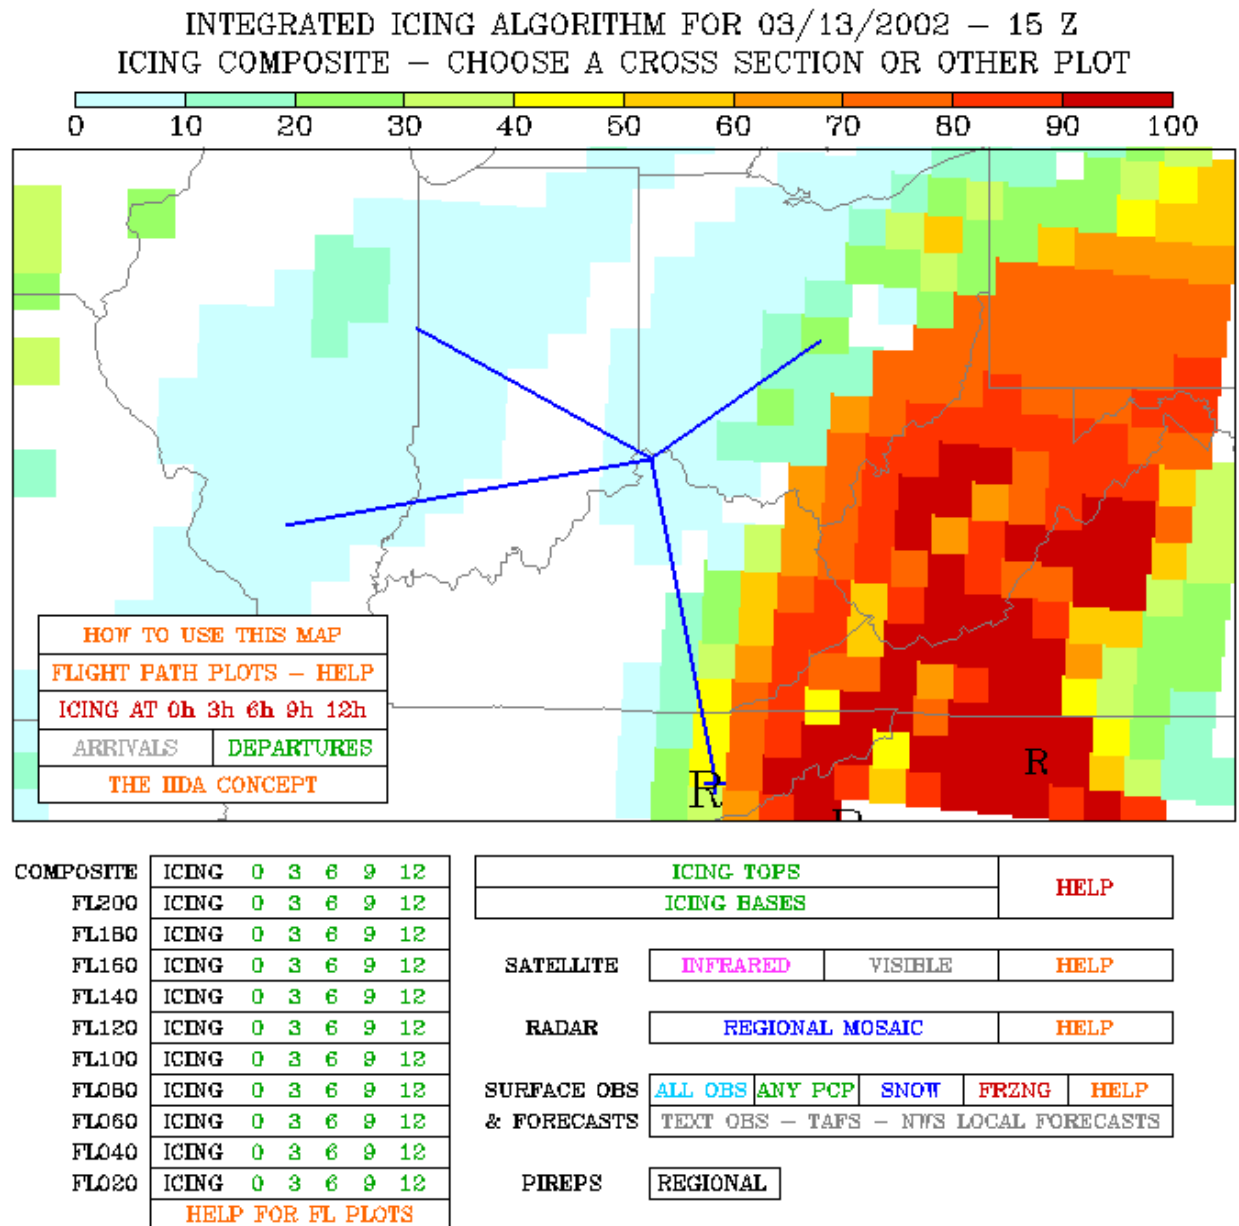 INTEGRATED ICING ALGORITHM FOR 03/13/2002 – 15 Z
ICING COMPOSITE – CHOOSE A CROSS SECTION OR OTHER PLOT
0 10 20 30 40 50 60 70 80 90 100
HOW TO USE THIS MAP
FLIGHT PATH PLOTS – HELP
ICING AT 0h 3h 6h 9h 12h
ARRIVALS DEPARTURES
THE IIDA CONCEPT
R
R
COMPOSITE ICING 0 3 6 9 12
FL200 ICING 0 3 6 9 12
FL180 ICING 0 3 6 9 12
FL160 ICING 0 3 6 9 12
FL140 ICING 0 3 6 9 12
FL120 ICING 0 3 6 9 12
FL100 ICING 0 3 6 9 12
FL080 ICING 0 3 6 9 12
FL060 ICING 0 3 6 9 12
FL040 ICING 0 3 6 9 12
FL020 ICING 0 3 6 9 12
HELP FOR FL PLOTS
ICING TOPS
ICING BASES
HELP
SATELLITE INFRARED VISIBLE HELP
RADAR REGIONAL MOSAIC HELP
SURFACE OBS ALL OBS ANY PCP SNOW FRZNG HELP
& FORECASTS TEXT OBS – TAFS – NWS LOCAL FORECASTS
PIREPS REGIONAL